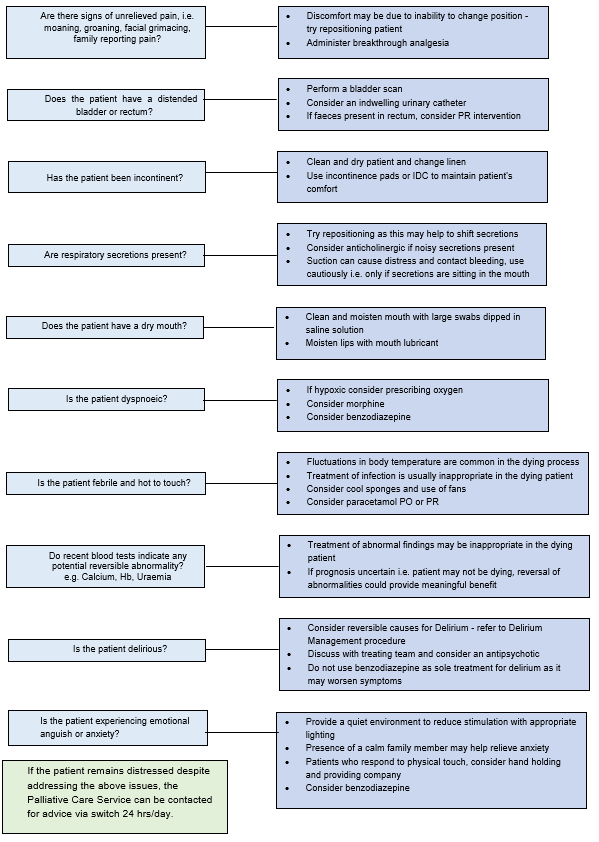 Are there signs of unrelieved pain, i.e.
moaning, groaning, facial grimacing,
family reporting pain?
• Discomfort may be due to inability to change position -
try repositioning patient
• Administer breakthrough analgesia
Does the patient have a distended
bladder or rectum?
• Perform a bladder scan
• Consider an indwelling urinary catheter
• If faeces present in rectum, consider PR intervention
Has the patient been incontinent?
• Clean and dry patient and change linen
• Use incontinence pads or IDC to maintain patient's
comfort
Are respiratory secretions present?
• Try repositioning as this may help to shift secretions
• Consider anticholinergic if noisy secretions present
• Suction can cause distress and contact bleeding, use
cautiously i.e. only if secretions are sitting in the mouth
Does the patient have a dry mouth?
• Clean and moisten mouth with large swabs dipped in
saline solution
• Moisten lips with mouth lubricant
Is the patient dyspnoeic?
• If hypoxic consider prescribing oxygen
• Consider morphine
• Consider benzodiazepine
Is the patient febrile and hot to touch?
• Fluctuations in body temperature are common in the dying process
• Treatment of infection is usually inappropriate in the dying patient
• Consider cool sponges and use of fans
• Consider paracetamol PO or PR
Do recent blood tests indicate any
potential reversible abnormality?
e.g. Calcium, Hb, Uraemia
• Treatment of abnormal findings may be inappropriate in the dying
patient
• If prognosis uncertain i.e. patient may not be dying, reversal of
abnormalities could provide meaningful benefit
Is the patient delirious?
• Consider reversible causes for Delirium - refer to Delirium
Management procedure
• Discuss with treating team and consider an antipsychotic
• Do not use benzodiazepine as sole treatment for delirium as it
may worsen symptoms
Is the patient experiencing emotional
anguish or anxiety?
• Provide a quiet environment to reduce stimulation with appropriate
lighting
• Presence of a calm family member may help relieve anxiety
• Patients who respond to physical touch, consider hand holding
and providing company
• Consider benzodiazepine
If the patient remains distressed despite
addressing the above issues, the
Palliative Care Service can be contacted
for advice via switch 24 hrs/day.